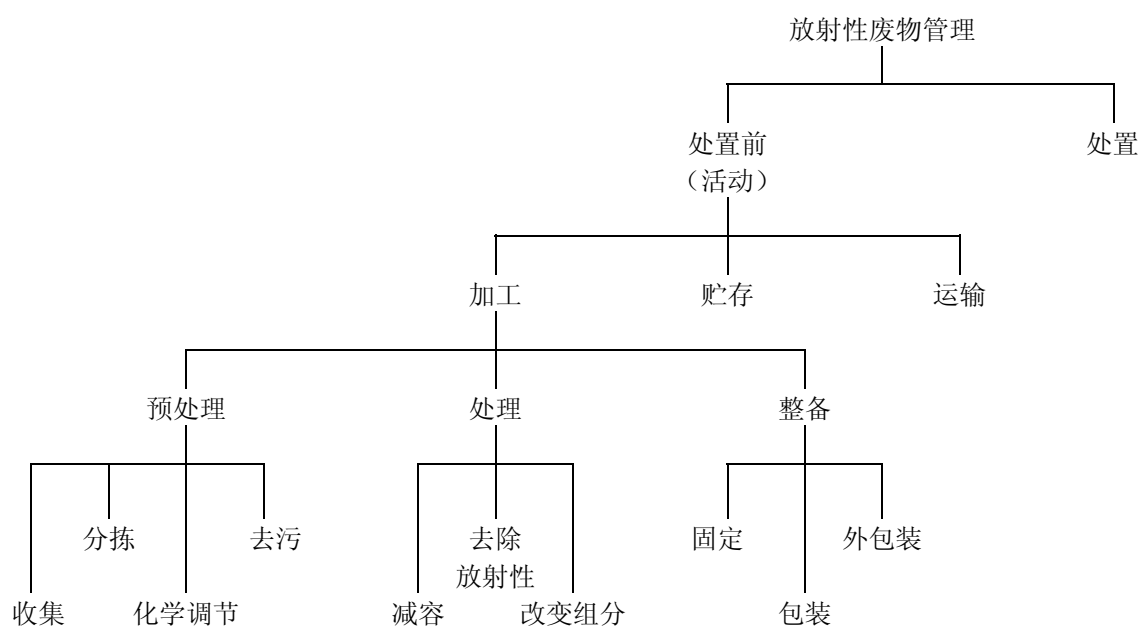 放射性废物管理
处置前
（活动）
处置
加工
贮存
运输
预处理
处理
整备
分拣
去污
去除
放射性
固定
外包装
收集
化学调节
减容
改变组分
包装